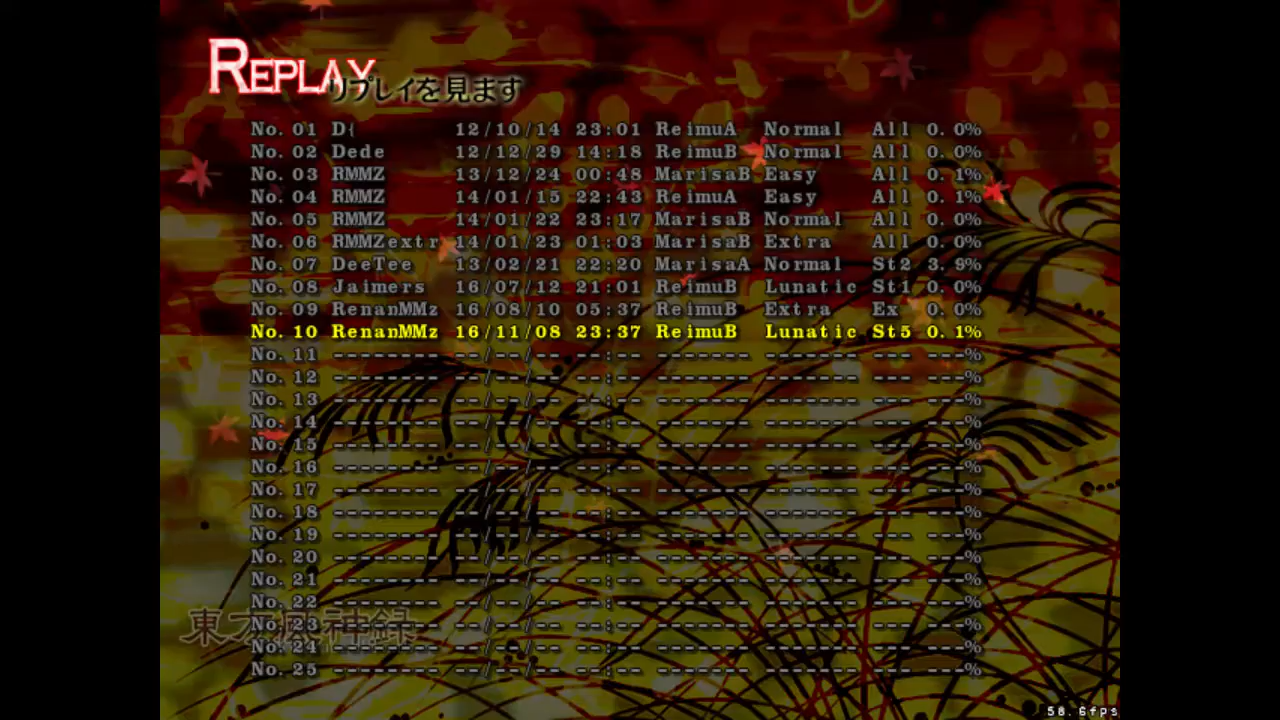 REPLAY
リプレイを見ます
No. 01 D{ 12/10/14 23:01 ReimuA Normal All 0.0%
No. 02 Dede 12/12/29 14:18 ReimuB Normal All 0.0%
No. 03 RMMZ 13/12/24 00:48 MarisaB Easy All 0.1%
No. 04 RMMZ 14/01/15 22:43 ReimuA Easy All 0.1%
No. 05 RMMZ 14/01/22 23:17 MarisaB Normal All 0.0%
No. 06 RMMZextr 14/01/23 01:03 MarisaB Extra All 0.0%
No. 07 DeeTee 13/02/21 22:20 MarisaA Normal St2 3.9%
No. 08 Jaimers 16/07/12 21:01 ReimuB Lunatic St1 0.0%
No. 09 RenanMMz 16/08/10 05:37 ReimuB Extra Ex 0.0%
No. 10 RenanMMz 16/11/08 23:37 ReimuB Lunatic St5 0.1%
No. 11 -------- --/--/-- --:-- ------- ------- --- ---%
No. 12 -------- --/--/-- --:-- ------- ------- --- ---%
No. 13 -------- --/--/-- --:-- ------- ------- --- ---%
No. 14 -------- --/--/-- --:-- ------- ------- --- ---%
No. 15 -------- --/--/-- --:-- ------- ------- --- ---%
No. 16 -------- --/--/-- --:-- ------- ------- --- ---%
No. 17 -------- --/--/-- --:-- ------- ------- --- ---%
No. 18 -------- --/--/-- --:-- ------- ------- --- ---%
No. 19 -------- --/--/-- --:-- ------- ------- --- ---%
No. 20 -------- --/--/-- --:-- ------- ------- --- ---%
No. 21 -------- --/--/-- --:-- ------- ------- --- ---%
No. 22 -------- --/--/-- --:-- ------- ------- --- ---%
No. 23 -------- --/--/-- --:-- ------- ------- --- ---%
No. 24 -------- --/--/-- --:-- ------- ------- --- ---%
No. 25 -------- --/--/-- --:-- ------- ------- --- ---%
東方風神録
58.6fps